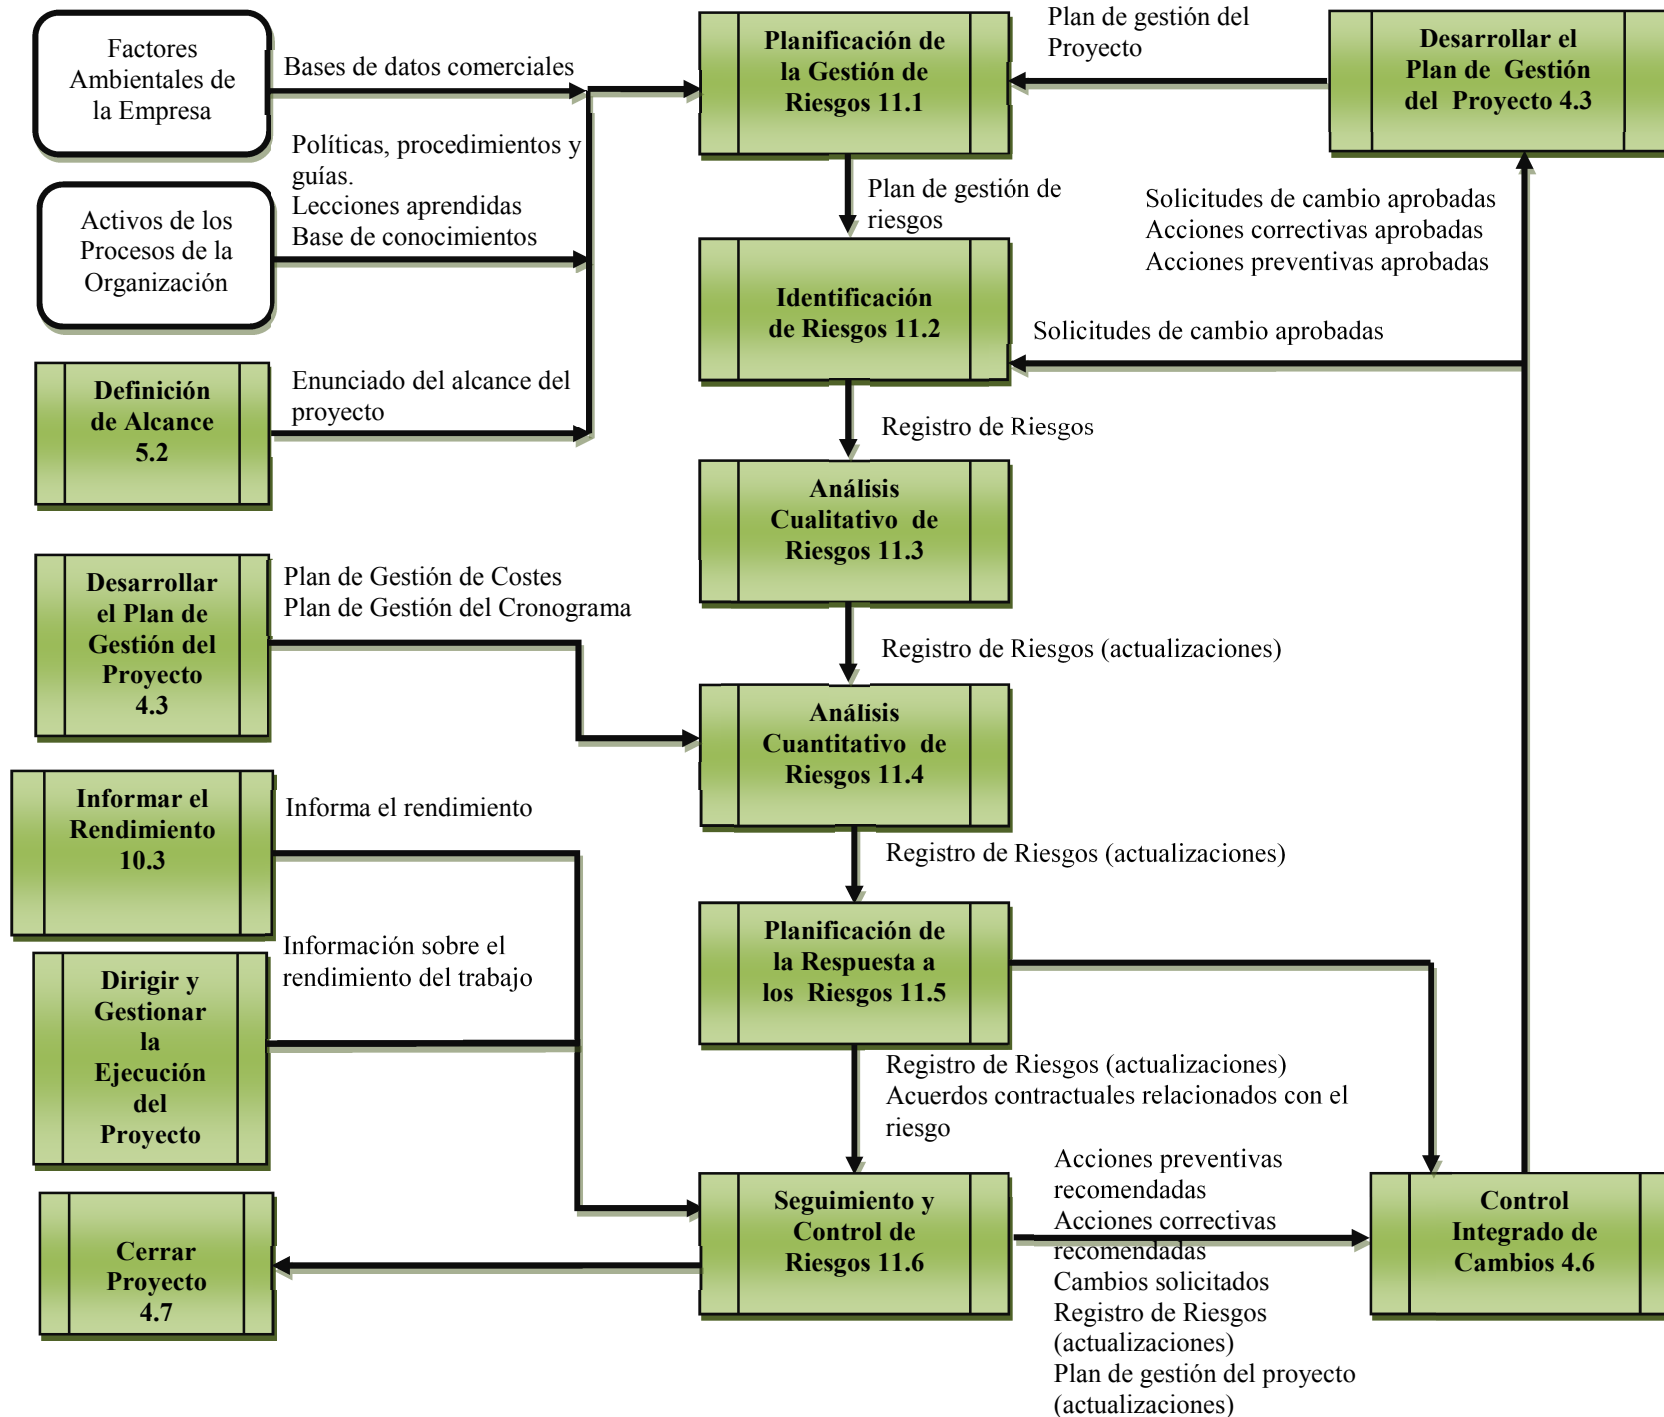 Factores
Ambientales de
la Empresa
Bases de datos comerciales
Planificación de
la Gestión de
Riesgos 11.1
Plan de gestión del
Proyecto
Desarrollar el
Plan de Gestión
del Proyecto 4.3
Activos de los
Procesos de la
Organización
Políticas, procedimientos y
guías.
Lecciones aprendidas
Base de conocimientos
Plan de gestión de
riesgos
Solicitudes de cambio aprobadas
Acciones correctivas aprobadas
Acciones preventivas aprobadas
Identificación
de Riesgos 11.2
Solicitudes de cambio aprobadas
Definición
de Alcance
5.2
Enunciado del alcance del
proyecto
Registro de Riesgos
Análisis
Cualitativo de
Riesgos 11.3
Desarrollar
el Plan de
Gestión del
Proyecto
4.3
Plan de Gestión de Costes
Plan de Gestión del Cronograma
Registro de Riesgos (actualizaciones)
Análisis
Cuantitativo de
Riesgos 11.4
Informar el
Rendimiento
10.3
Informa el rendimiento
Registro de Riesgos (actualizaciones)
Planificación de
la Respuesta a
los Riesgos 11.5
Dirigir y
Gestionar
la
Ejecución
del
Proyecto
Información sobre el
rendimiento del trabajo
Registro de Riesgos (actualizaciones)
Acuerdos contractuales relacionados con el
riesgo
Seguimiento y
Control de
Riesgos 11.6
Acciones preventivas
recomendadas
Acciones correctivas
recomendadas
Cambios solicitados
Registro de Riesgos
(actualizaciones)
Plan de gestión del proyecto
(actualizaciones)
Control
Integrado de
Cambios 4.6
Cerrar
Proyecto
4.7